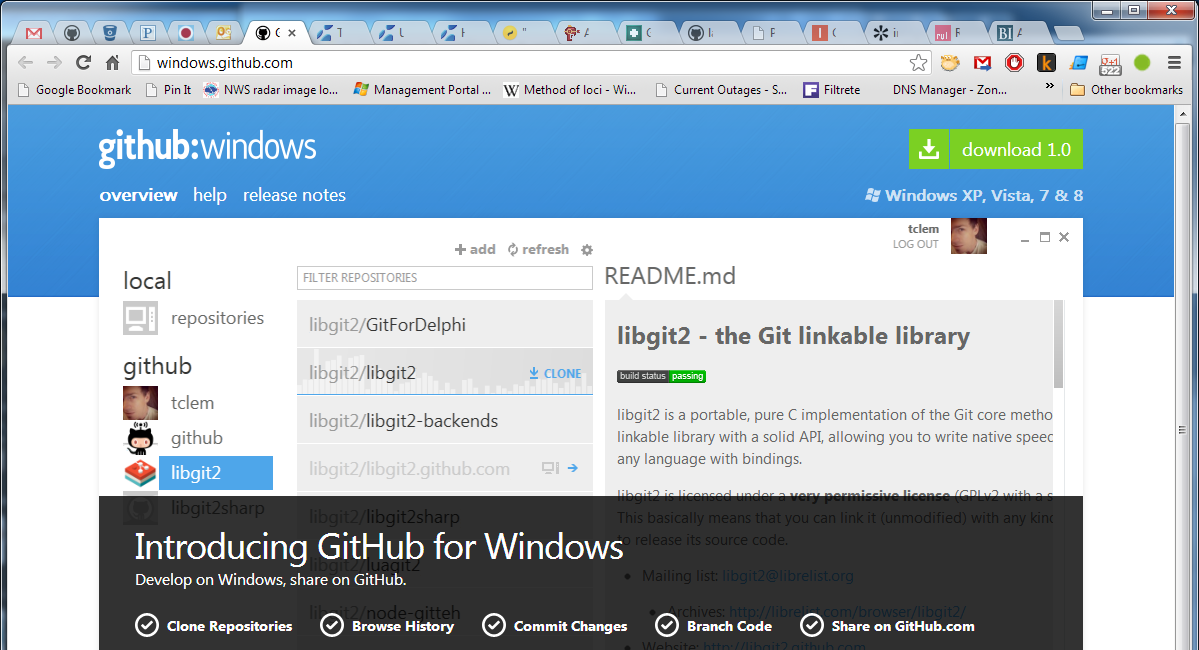 windows.github.com
Google Bookmark
Pin It
NWS radar image lo...
Management Portal ...
Method of loci - Wi...
Current Outages - S...
Filtrete
DNS Manager - Zon...
»
Other bookmarks
github:windows
download 1.0
overview
help
release notes
Windows XP, Vista, 7 & 8
tclem
LOG OUT
add
refresh
local
repositories
github
tclem
github
libgit2
libgit2sharp
FILTER REPOSITORIES
libgit2/GitForDelphi
libgit2/libgit2
CLONE
libgit2/libgit2-backends
libgit2/libgit2.github.com
libgit2/libgit2sharp
libgit2/luagit2
libgit2/node-gitteh
README.md
libgit2 - the Git linkable library
build status passing
libgit2 is a portable, pure C implementation of the Git core metho
linkable library with a solid API, allowing you to write native speed
any language with bindings.
libgit2 is licensed under a very permissive license (GPLv2 with a s
This basically means that you can link it (unmodified) with any kind
to release its source code.
Mailing list: libgit2@librelist.org
Archives: http://librelist.com/browser/libgit2/
Website: http://libgit2.github.com
Introducing GitHub for Windows
Develop on Windows, share on GitHub.
Clone Repositories
Browse History
Commit Changes
Branch Code
Share on GitHub.com